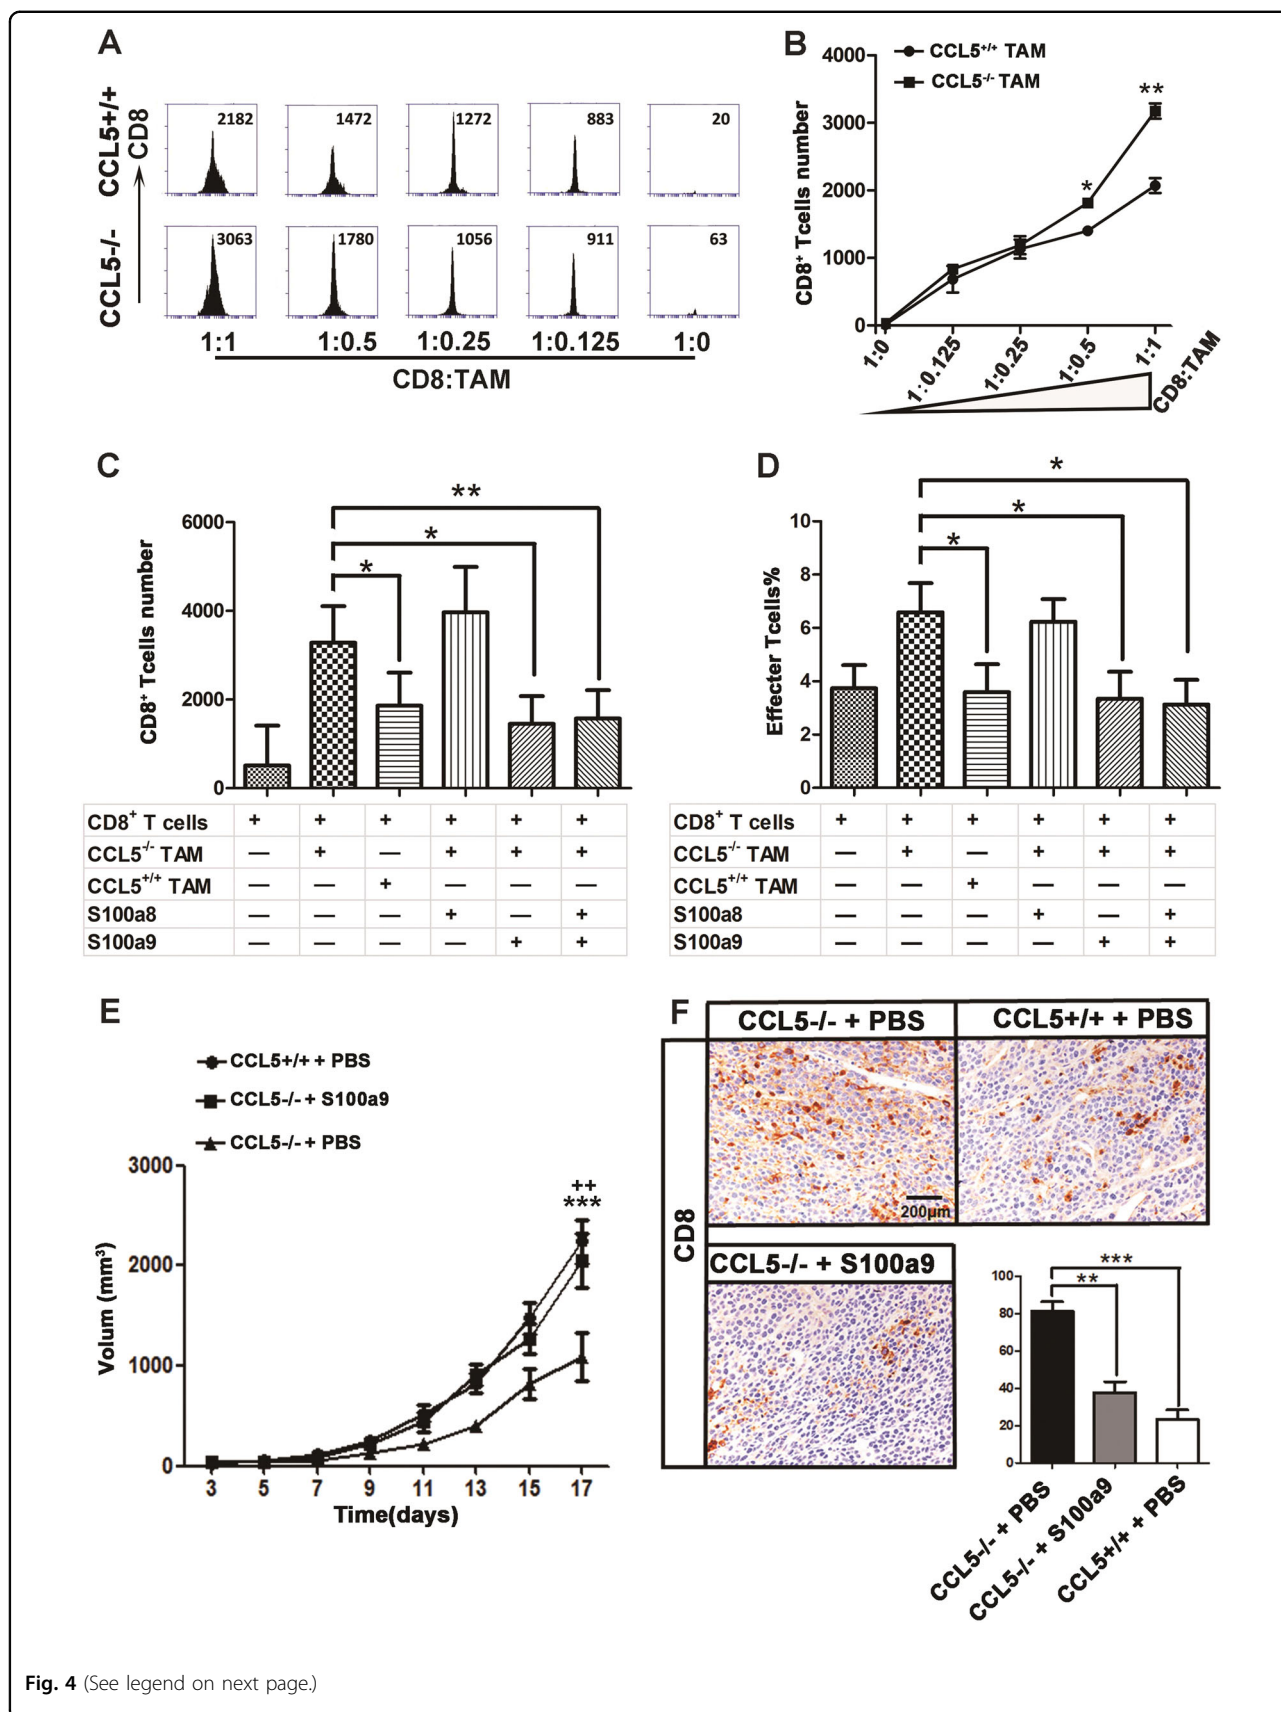 A
CCL5+/+
CD8
CCL5-/-
2182 1472 1272 883 20
3063 1780 1056 911 63
1:1 1:0.5 1:0.25 1:0.125 1:0
CD8:TAM
B
CCL5+/+ TAM
CCL5-/- TAM
CD8+ Tcells number
4000
3000
2000
1000
0
*
**
1:0 1:0.125 1:0.25 1:0.5 1:1
CD8:TAM
C
CD8+ Tcells number
6000
4000
2000
0
**
*
*
CD8+ T cells + + + + + +
CCL5-/- TAM — + — + + +
CCL5+/+ TAM — — + — — —
S100a8 — — — + — +
S100a9 — — — — + +
D
Effecter Tcells%
10
8
6
4
2
0
*
*
*
CD8+ T cells + + + + + +
CCL5-/- TAM — + — + + +
CCL5+/+ TAM — — + — — —
S100a8 — — — + — +
S100a9 — — — — + +
E
CCL5+/+ + PBS
CCL5-/- + S100a9
CCL5-/- + PBS
Volum (mm3)
3000
2000
1000
0
++
***
3 5 7 9 11 13 15 17
Time(days)
F
CCL5-/- + PBS
CCL5+/+ + PBS
CD8
200μm
CCL5-/- + S100a9
100
80
60
40
20
0
***
**
CCL5-/- + PBS
CCL5-/- + S100a9
CCL5+/+ + PBS
Fig. 4 (See legend on next page.)